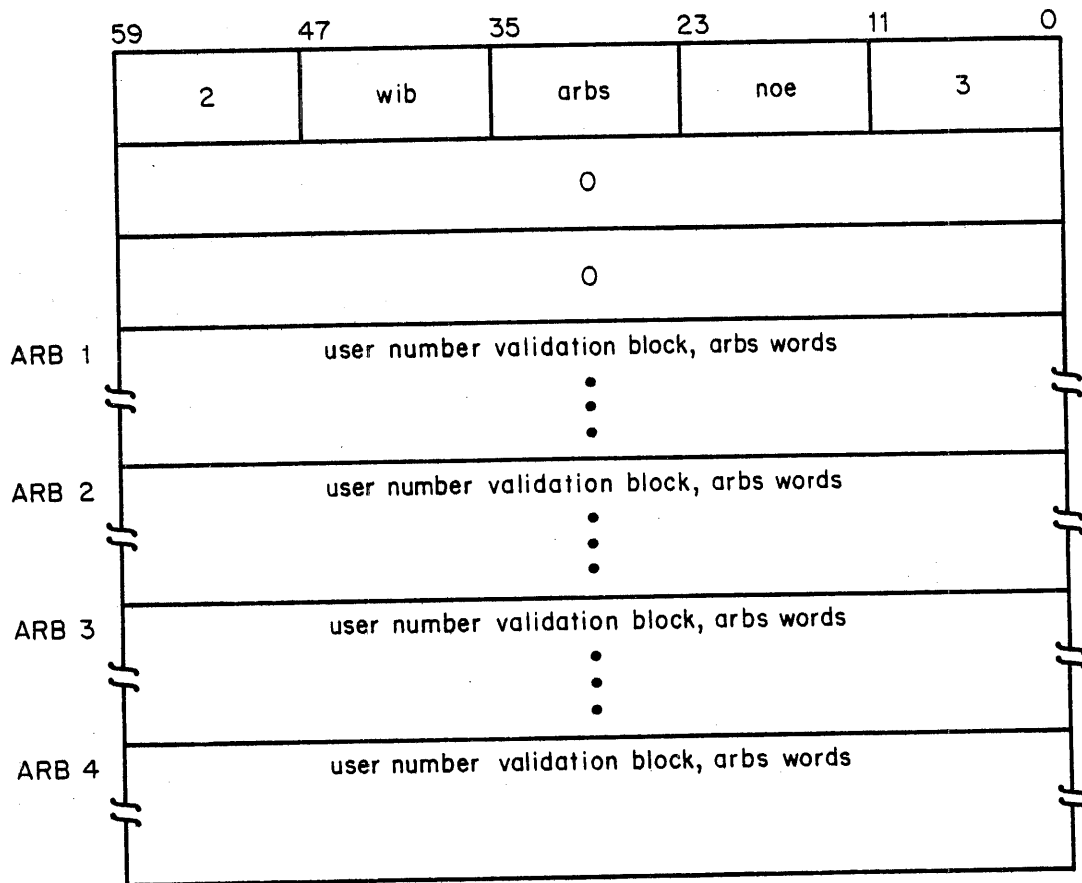 59 47 35 23 11 0
2 wib arbs noe 3
0
0
ARB 1 user number validation block, arbs words
ARB 2 user number validation block, arbs words
ARB 3 user number validation block, arbs words
ARB 4 user number validation block, arbs words